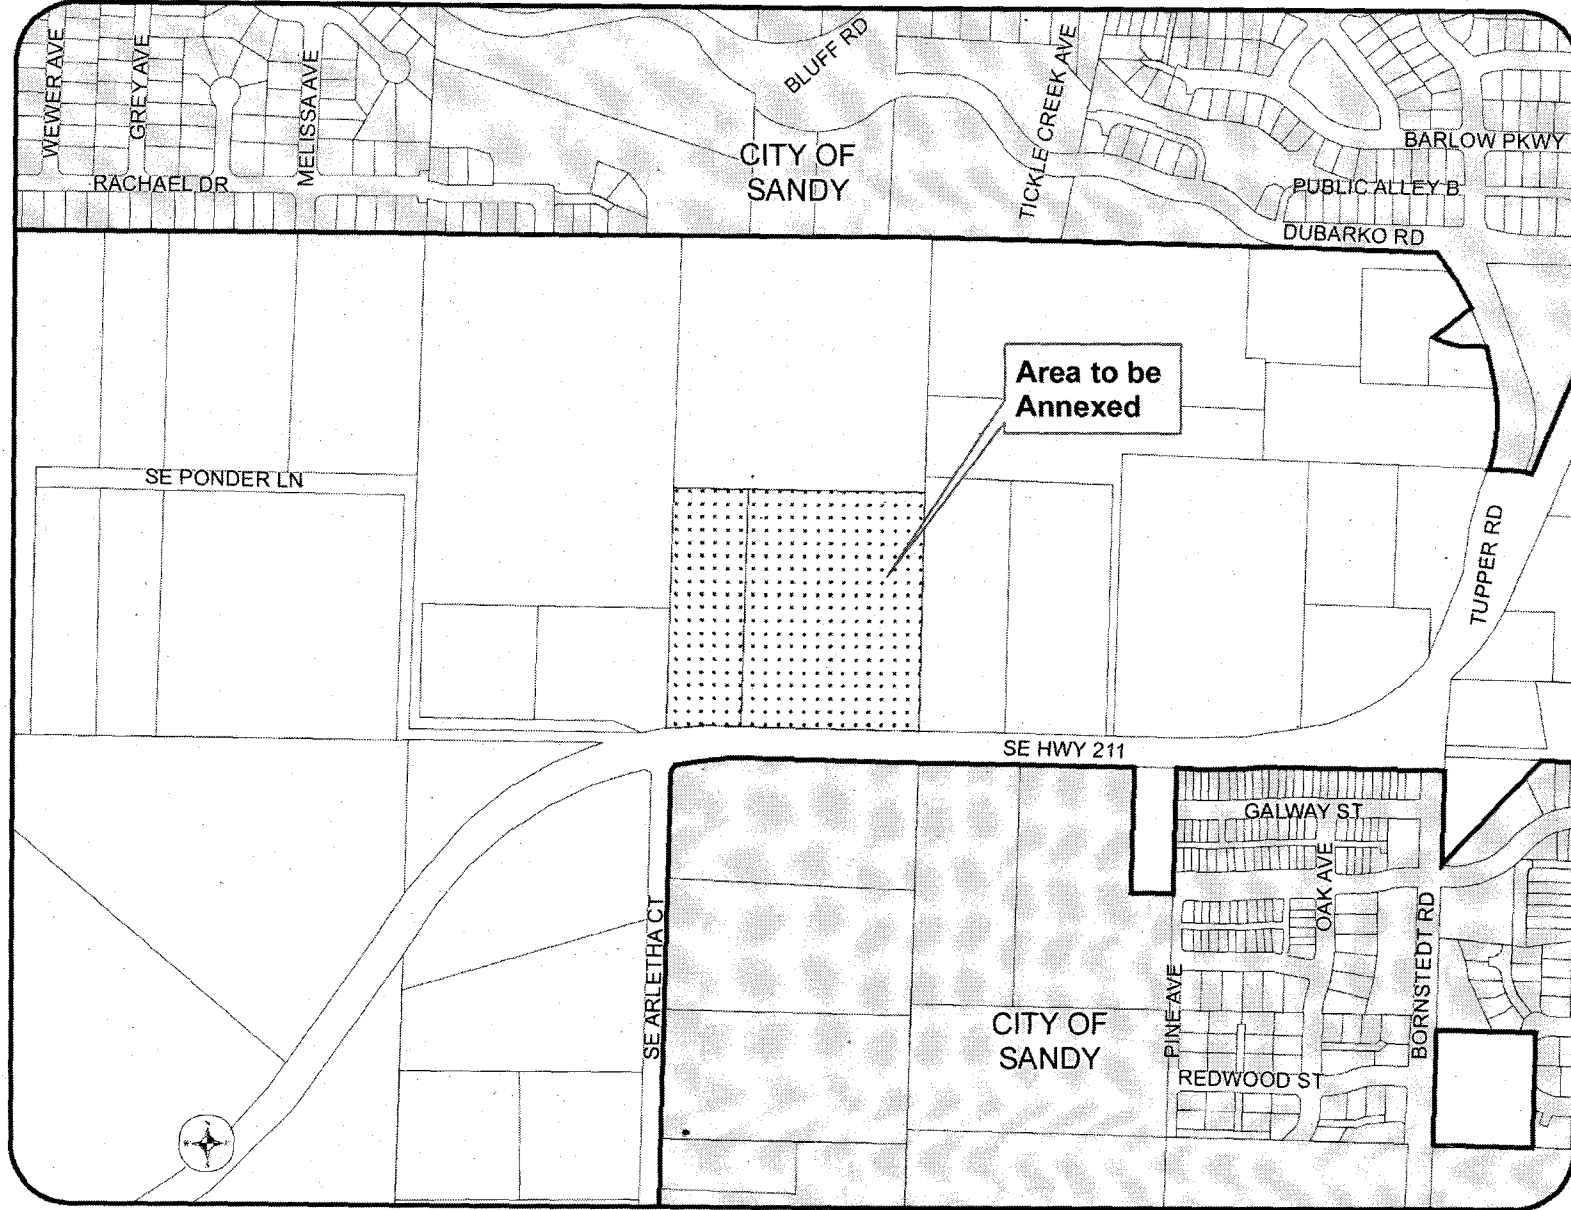 WEWER AVE
GREY AVE
MELISSA AVE
RACHAEL DR
BLUFF RD
CITY OF
SANDY
TICKLE CREEK AVE
BARLOW PKWY
PUBLIC ALLEY B
DUBARKO RD
Area to be
Annexed
SE PONDER LN
TUPPER RD
SE HWY 211
GALWAY ST
OAK AVE
SE ARLETHA CT
PINE AVE
BORNSTEDT RD
CITY OF
SANDY
REDWOOD ST